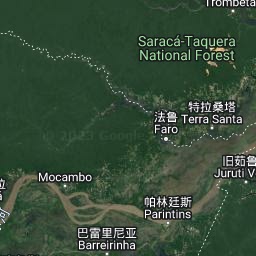 Trombeta
Saracá-Taquera
National Forest
特拉桑塔
Terra Santa
法鲁
Faro
旧茹鲁
Juruti V
Mocambo
帕林廷斯
Parintins
巴雷里尼亚
Barreirinha